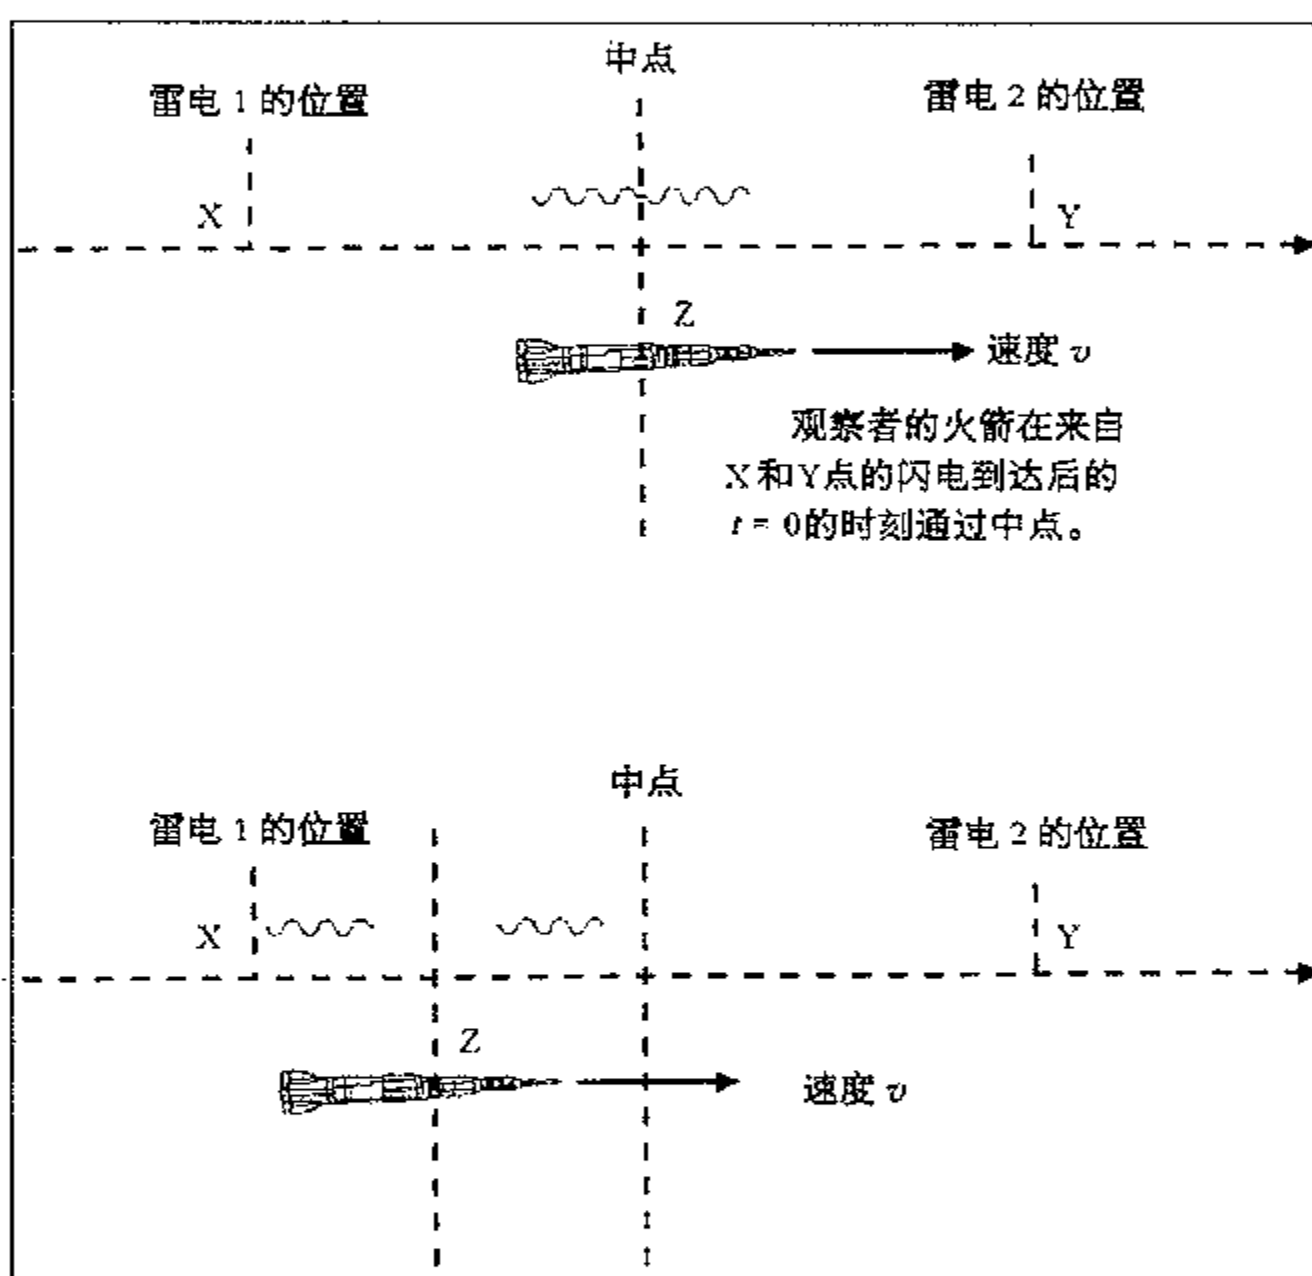 中点
雷电 1 的位置
雷电 2 的位置
X
Y
Z
速度 v
观察者的火箭在来自
X和Y点的闪电到达后的
t = 0的时刻通过中点。
中点
雷电 1 的位置
雷电 2 的位置
X
Y
Z
速度 v